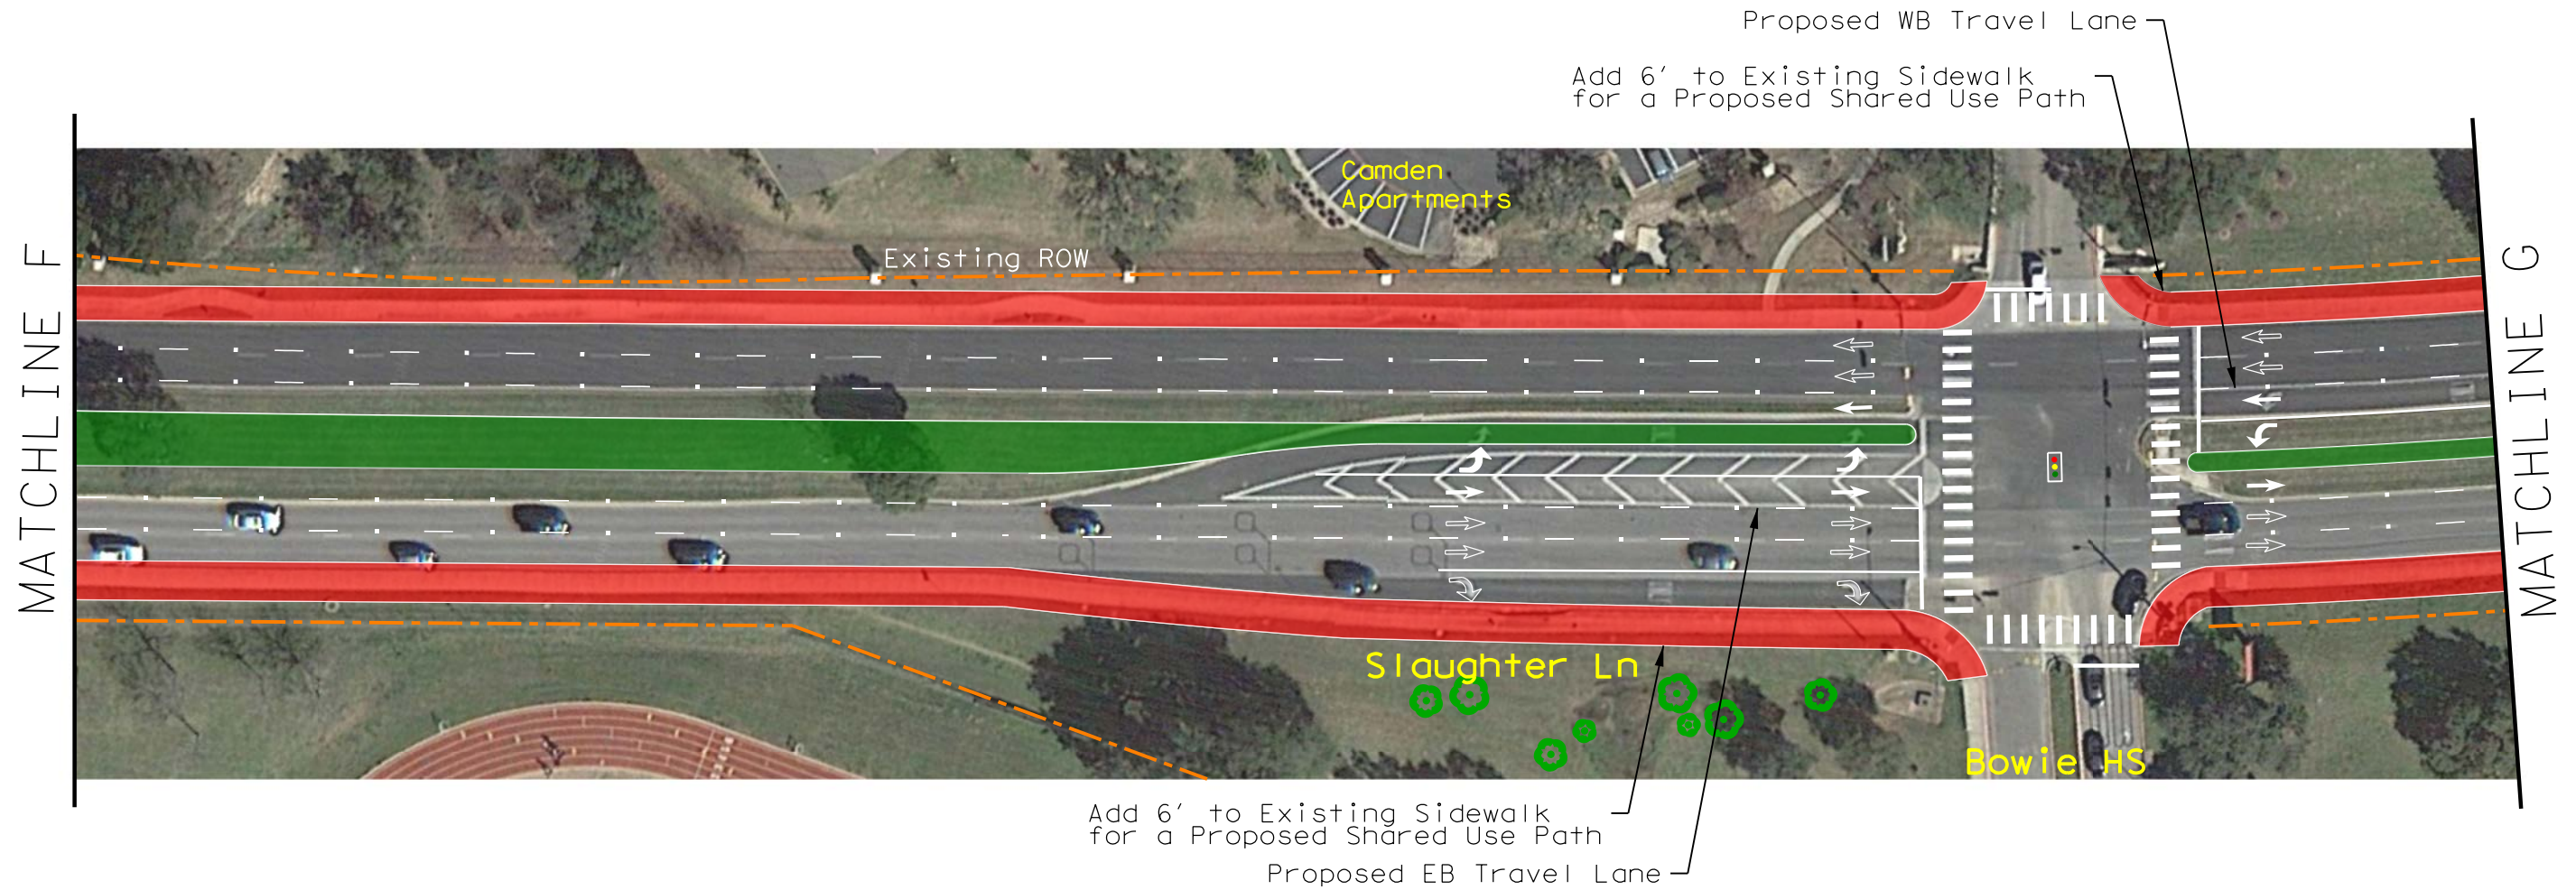 Proposed WB Travel Lane
Add 6' to Existing Sidewalk
for a Proposed Shared Use Path
Camden
Apartments
Existing ROW
MATCHLINE F
MATCHLINE G
Slaughter Ln
Bowie HS
Add 6' to Existing Sidewalk
for a Proposed Shared Use Path
Proposed EB Travel Lane